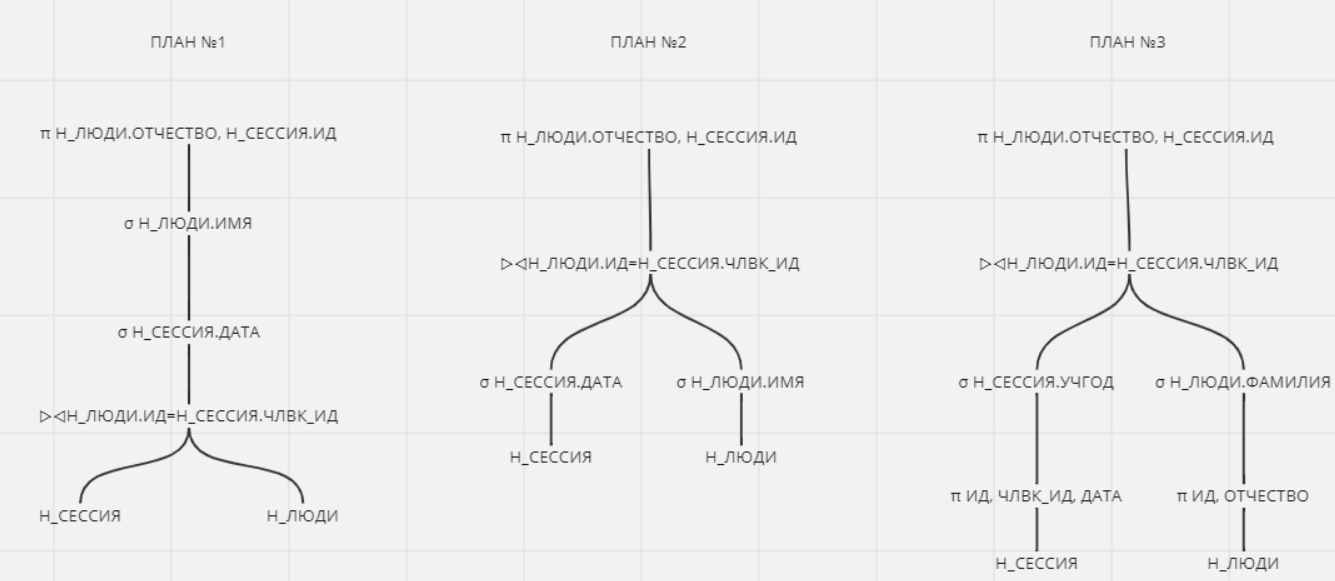 ПЛАН №1
π Н_ЛЮДИ.ОТЧЕСТВО, Н_СЕССИЯ.ИД
σ Н_ЛЮДИ.ИМЯ
σ Н_СЕССИЯ.ДАТА
▷◁Н_ЛЮДИ.ИД=Н_СЕССИЯ.ЧЛВК_ИД
Н_СЕССИЯ
Н_ЛЮДИ
ПЛАН №2
π Н_ЛЮДИ.ОТЧЕСТВО, Н_СЕССИЯ.ИД
▷◁Н_ЛЮДИ.ИД=Н_СЕССИЯ.ЧЛВК_ИД
σ Н_СЕССИЯ.ДАТА
σ Н_ЛЮДИ.ИМЯ
Н_СЕССИЯ
Н_ЛЮДИ
ПЛАН №3
π Н_ЛЮДИ.ОТЧЕСТВО, Н_СЕССИЯ.ИД
▷◁Н_ЛЮДИ.ИД=Н_СЕССИЯ.ЧЛВК_ИД
σ Н_СЕССИЯ.УЧГОД
σ Н_ЛЮДИ.ФАМИЛИЯ
π ИД, ЧЛВК_ИД, ДАТА
π ИД, ОТЧЕСТВО
Н_СЕССИЯ
Н_ЛЮДИ